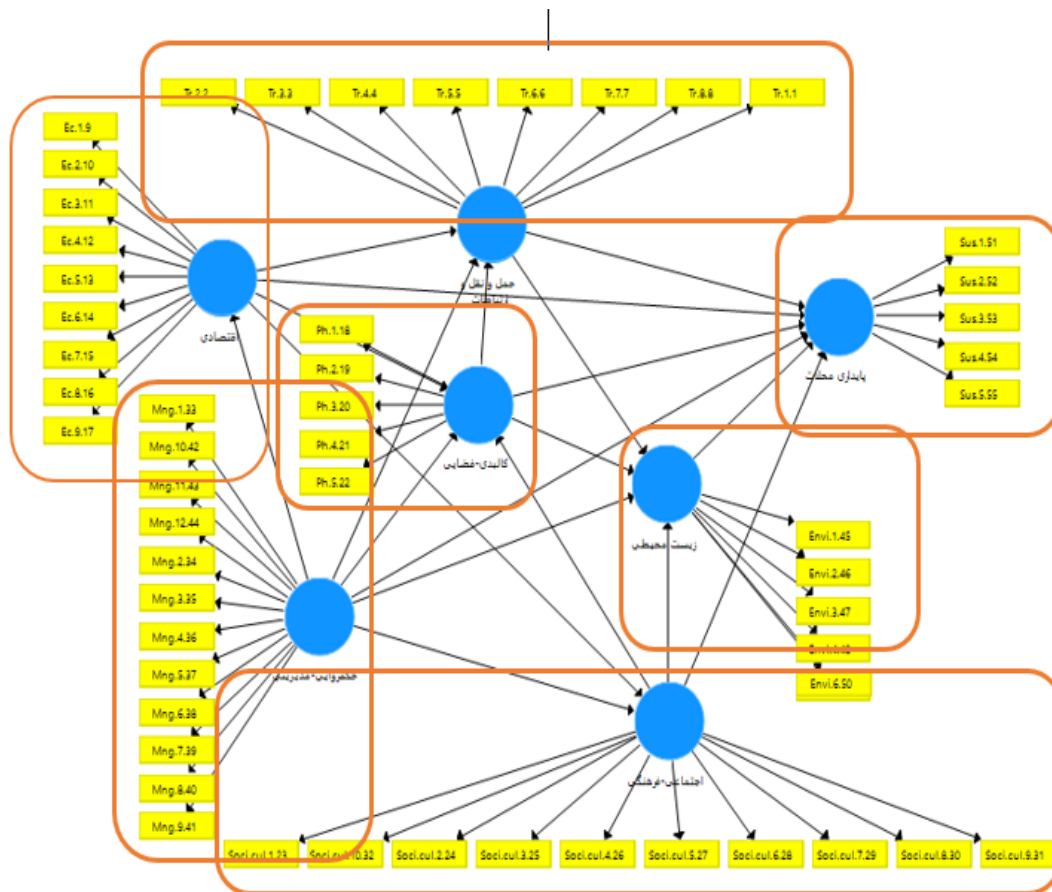 Tr.2.2
Tr.3.3
Tr.4.4
Tr.5.5
Tr.6.6
Tr.7.7
Tr.8.8
Tr.1.1
Ec.1.9
Ec.2.10
Ec.3.11
Ec.4.12
Ec.5.13
Ec.6.14
Ec.7.15
Ec.8.16
Ec.9.17
اقتصادی
حمل و نقل و
Sus.1.51
Sus.2.52
Sus.3.53
Sus.4.54
Sus.5.55
پایداری محلات
Ph.1.18
Ph.2.19
Ph.3.20
Ph.4.21
Ph.5.22
کالبدی-فضایی
Mng.1.33
Mng.10.42
Mng.11.43
Mng.12.44
Mng.2.34
Mng.3.35
Mng.4.36
Mng.5.37
Mng.6.38
Mng.7.39
Mng.8.40
Mng.9.41
حکمروایی-مدیریتی
زیست محیطی
Envi.1.45
Envi.2.46
Envi.3.47
Envi.6.50
اجتماعی-فرهنگی
Soci.cul.1.23
Soci.cul.10.32
Soci.cul.2.24
Soci.cul.3.25
Soci.cul.4.26
Soci.cul.5.27
Soci.cul.6.28
Soci.cul.7.29
Soci.cul.8.30
Soci.cul.9.31